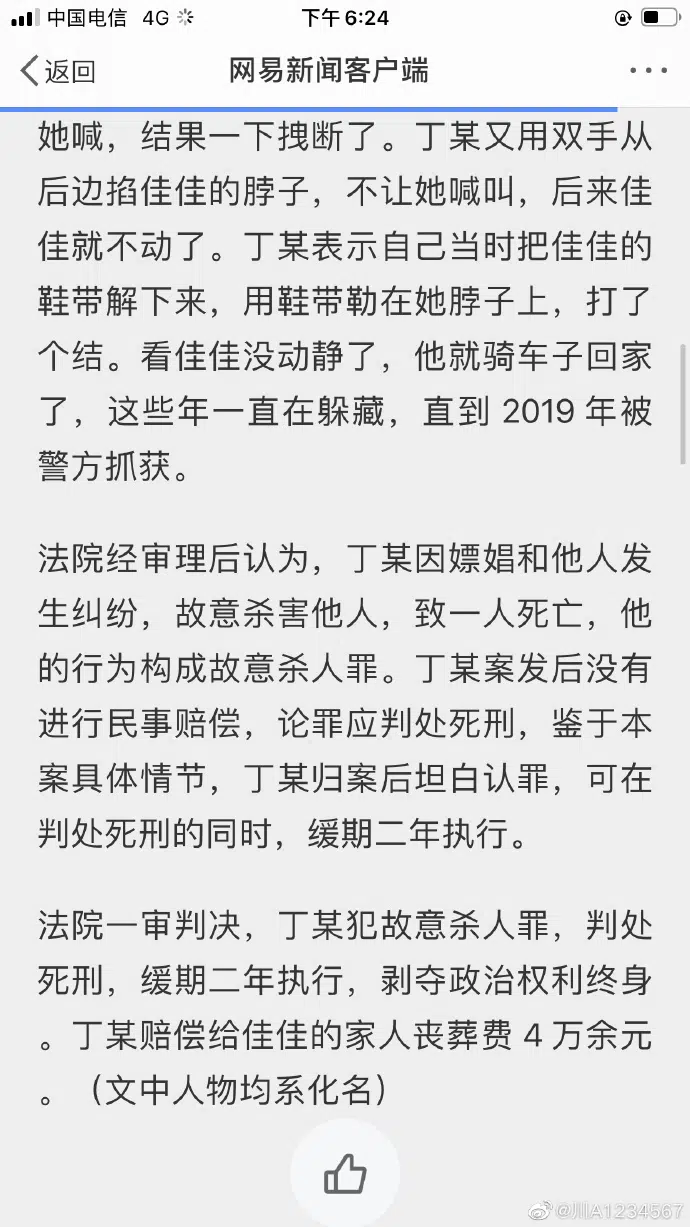 中国电信 4G 下午 6:24
返回 网易新闻客户端
她喊，结果一下拽断了。丁某又用双手从
后边掐佳佳的脖子，不让她喊叫，后来佳
佳就不动了。丁某表示自己当时把佳佳的
鞋带解下来，用鞋带勒在她脖子上，打了
个结。看佳佳没动静了，他就骑车子回家
了，这些年一直在躲藏，直到 2019 年被
警方抓获。
法院经审理后认为，丁某因嫖娼和他人发
生纠纷，故意杀害他人，致一人死亡，他
的行为构成故意杀人罪。丁某案发后没有
进行民事赔偿，论罪应判处死刑，鉴于本
案具体情节，丁某归案后坦白认罪，可在
判处死刑的同时，缓期二年执行。
法院一审判决，丁某犯故意杀人罪，判处
死刑，缓期二年执行，剥夺政治权利终身
。丁某赔偿给佳佳的家人丧葬费 4 万余元
。（文中人物均系化名）
@川A1234567